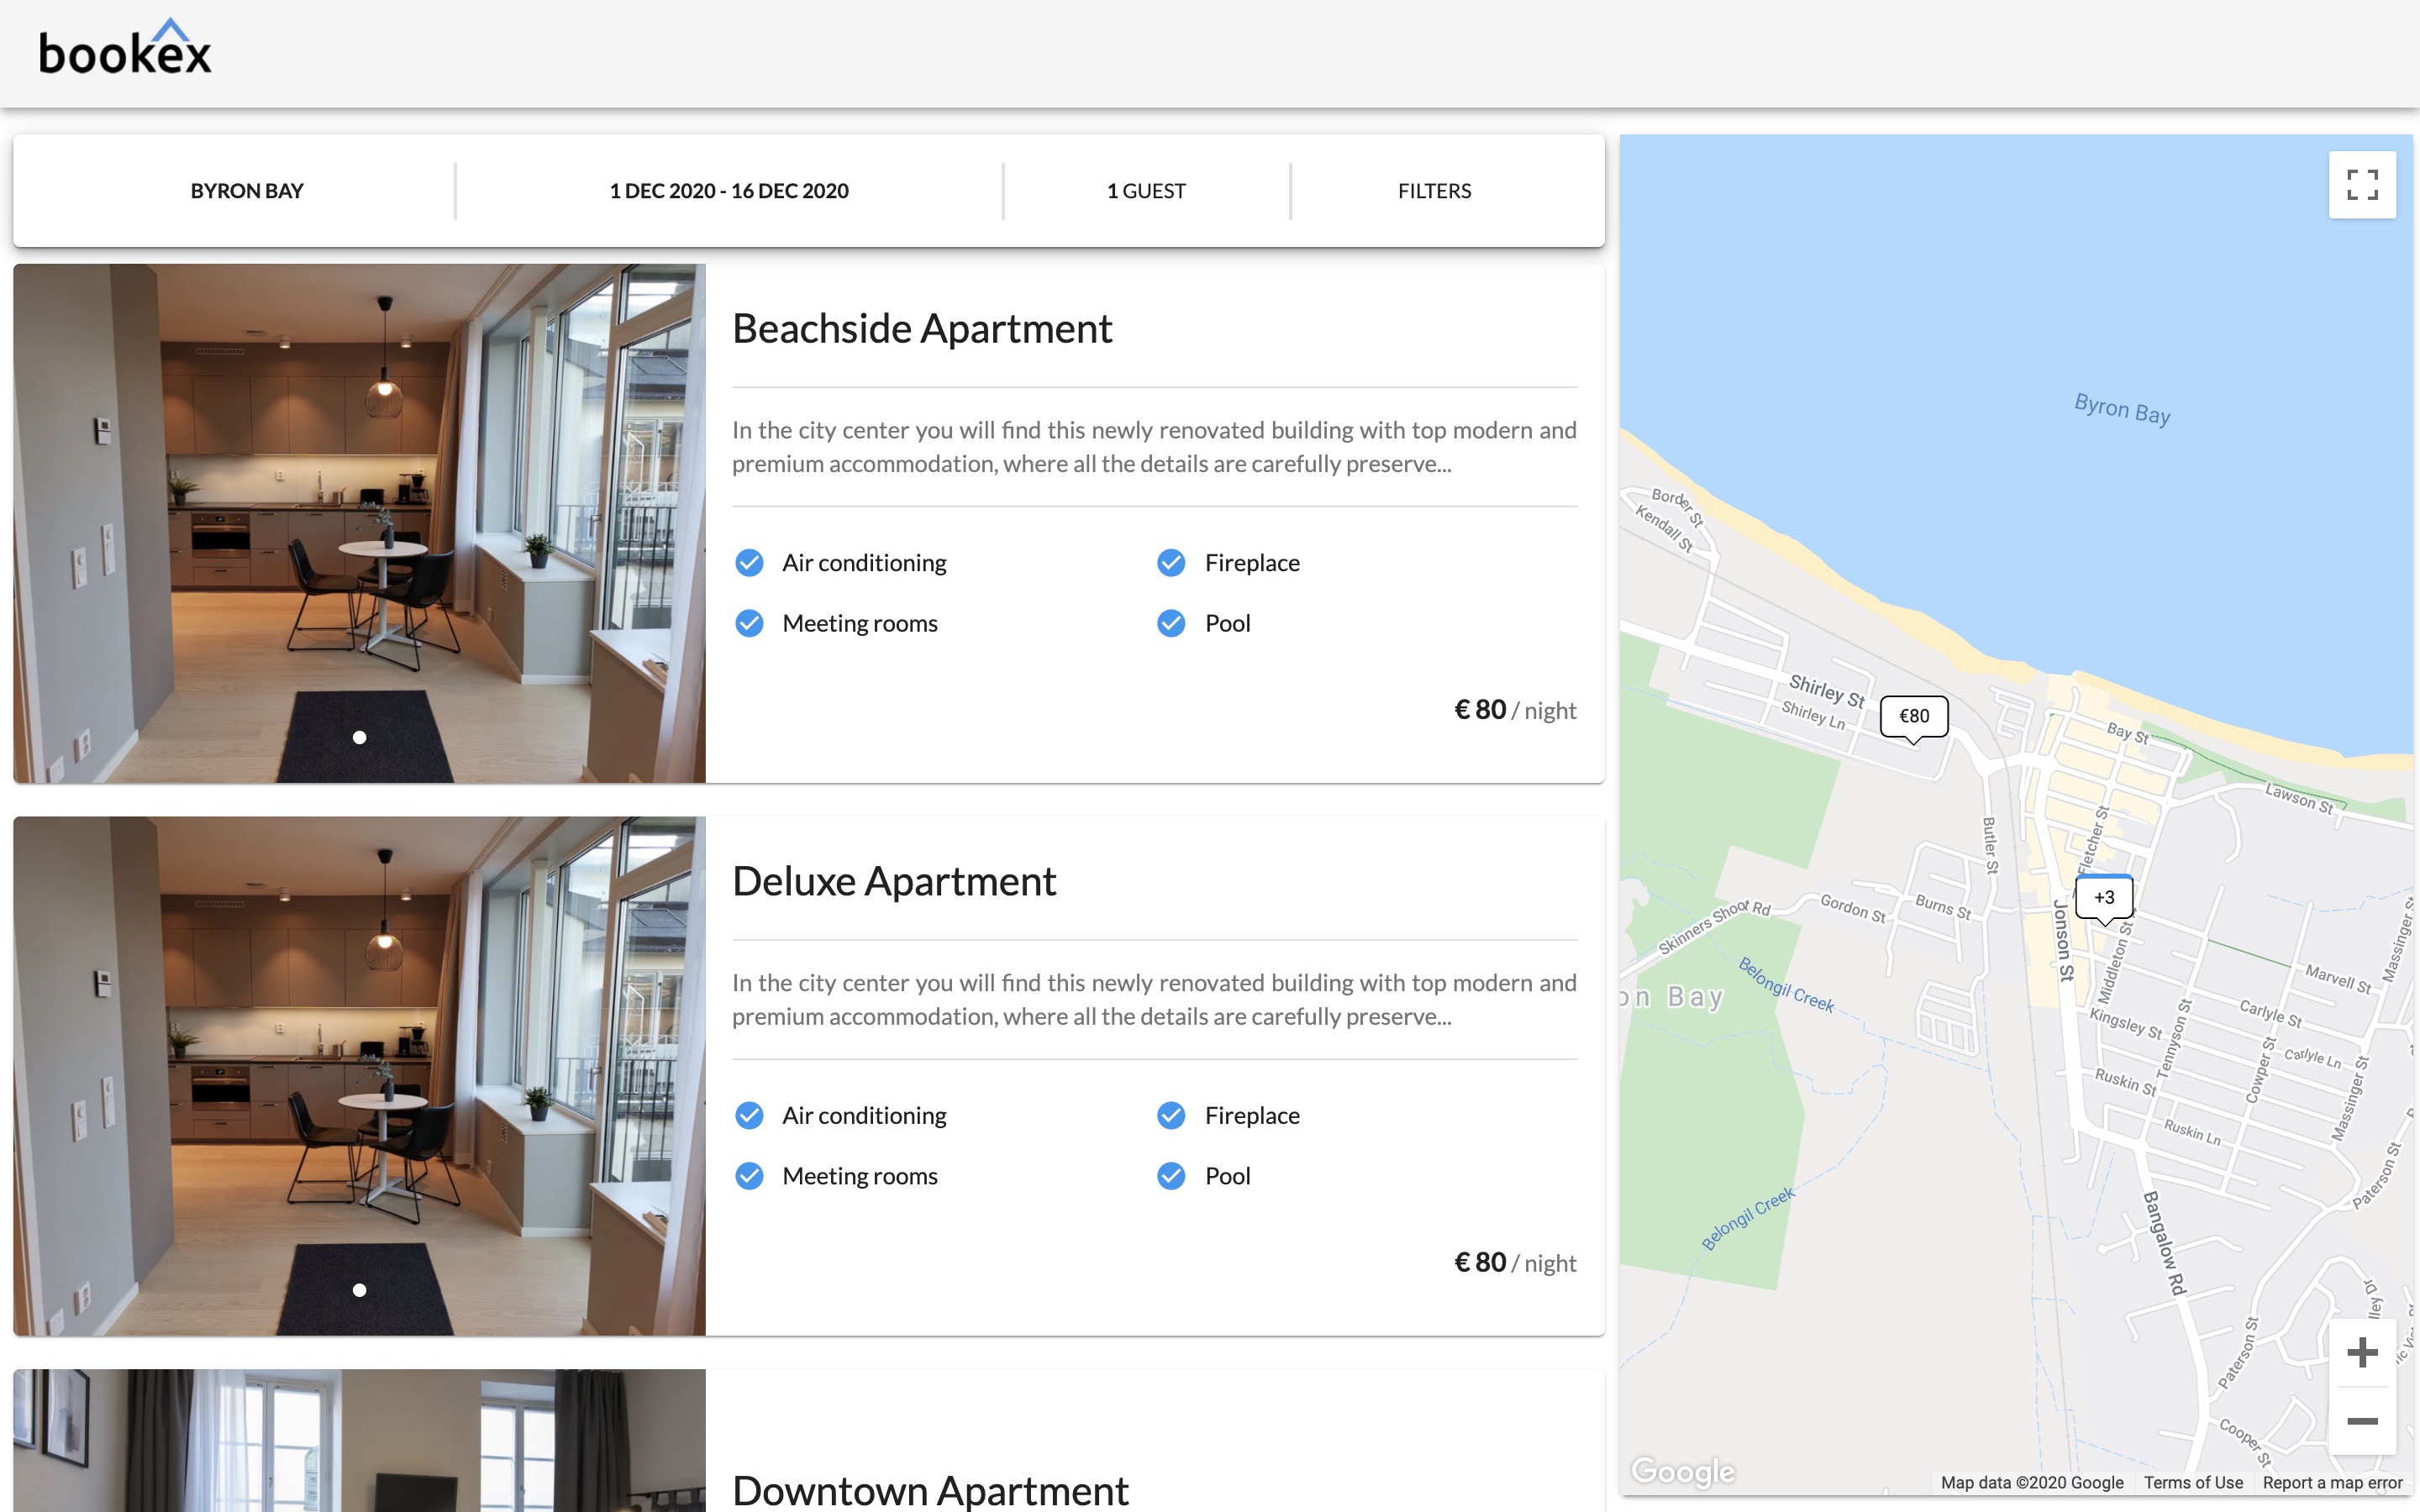 bookex
BYRON BAY
1 DEC 2020 - 16 DEC 2020
1 GUEST
FILTERS
Beachside Apartment
In the city center you will find this newly renovated building with top modern and
premium accommodation, where all the details are carefully preserve...
Air conditioning
Fireplace
Meeting rooms
Pool
€ 80 / night
Deluxe Apartment
In the city center you will find this newly renovated building with top modern and
premium accommodation, where all the details are carefully preserve...
Air conditioning
Fireplace
Meeting rooms
Pool
€ 80 / night
Downtown Apartment
Byron Bay
Border St
Kendall St
Shirley St
Shirley Ln
€80
Bay St
Lawson St
Butler St
Fletcher St
+3
Skinners Shoot Rd
Gordon St
Burns St
Jonson St
Middleton St
Massinger St
Marvell St
Belongil Creek
on Bay
Carlyle St
Kingsley St
Tennyson St
Carlyle Ln
Cowper St
Ruskin St
Massinger St
Ruskin Ln
Paterson St
Belongil Creek
Bangalow Rd
Paterson St
Cooper St
Google
Map data ©2020 Google
Terms of Use
Report a map error